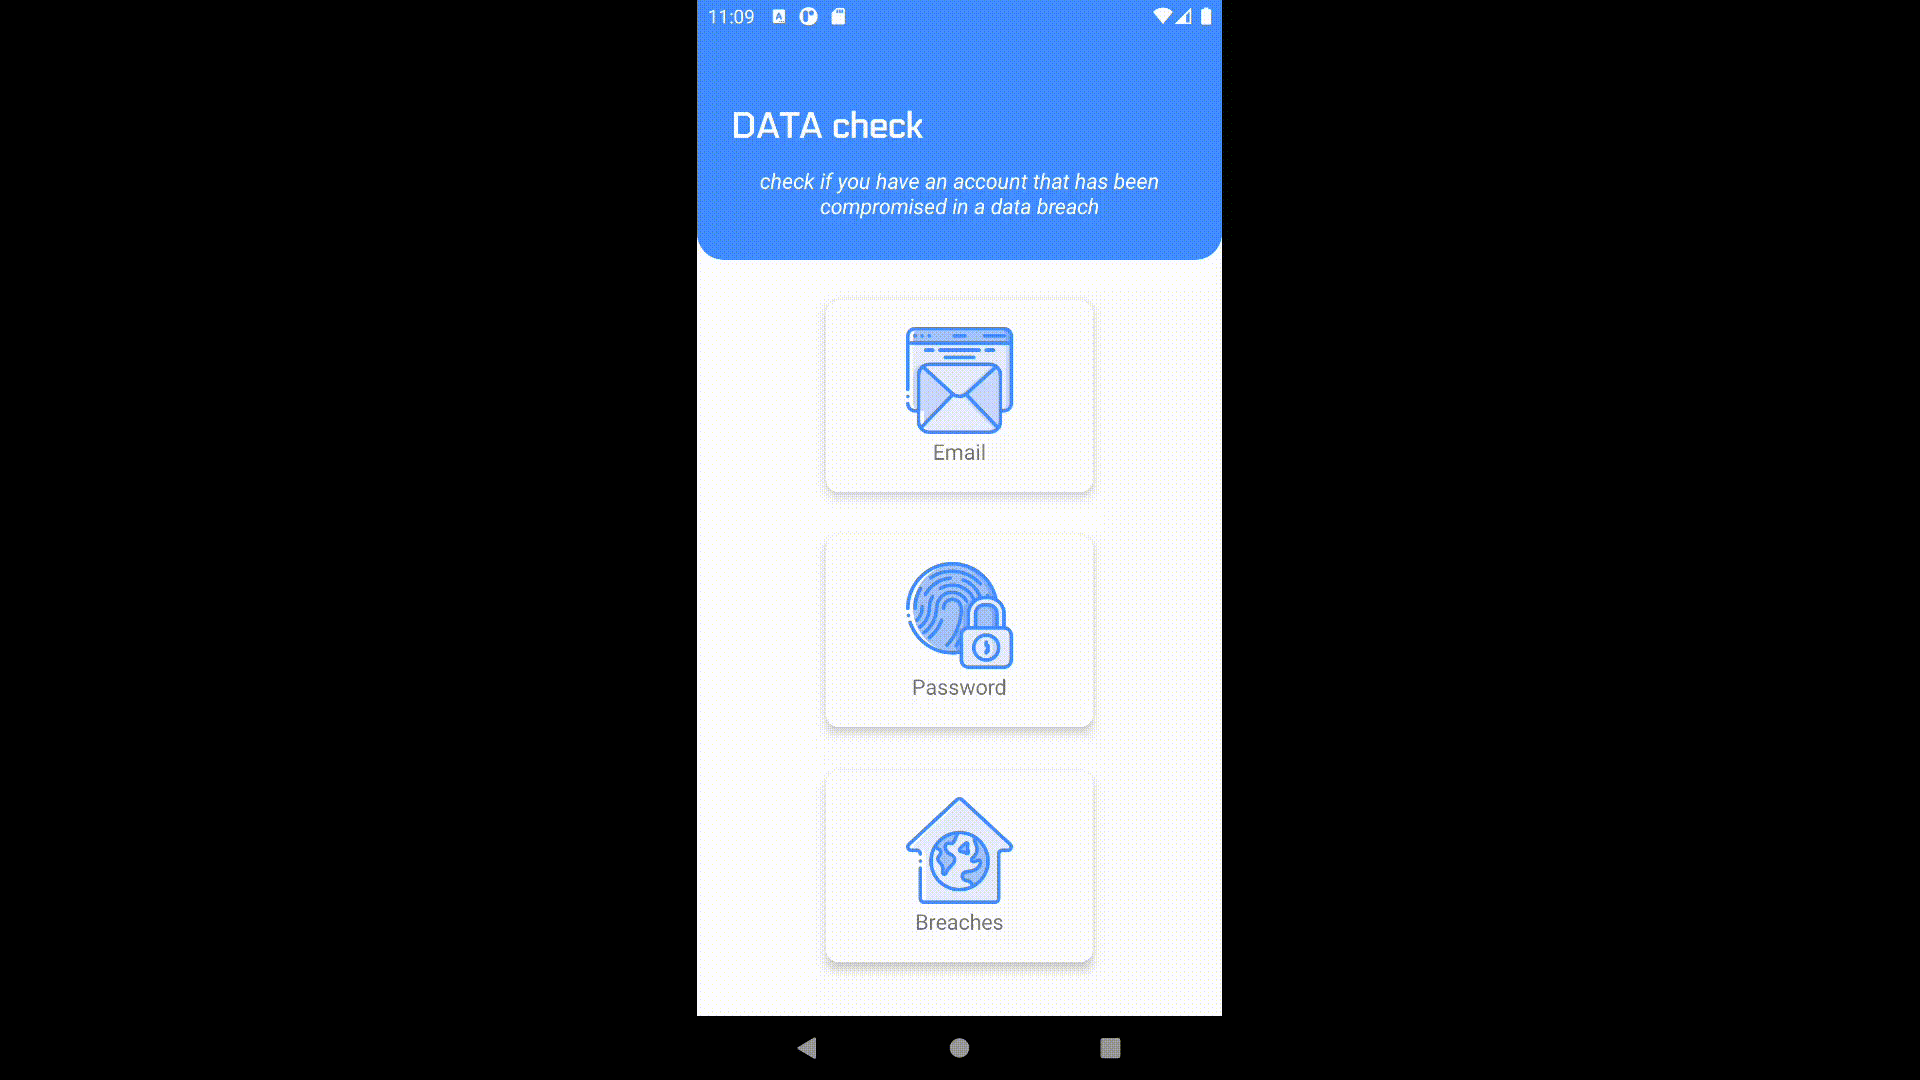 11:09
DATA check
check if you have an account that has been
compromised in a data breach
Email
Password
Breaches